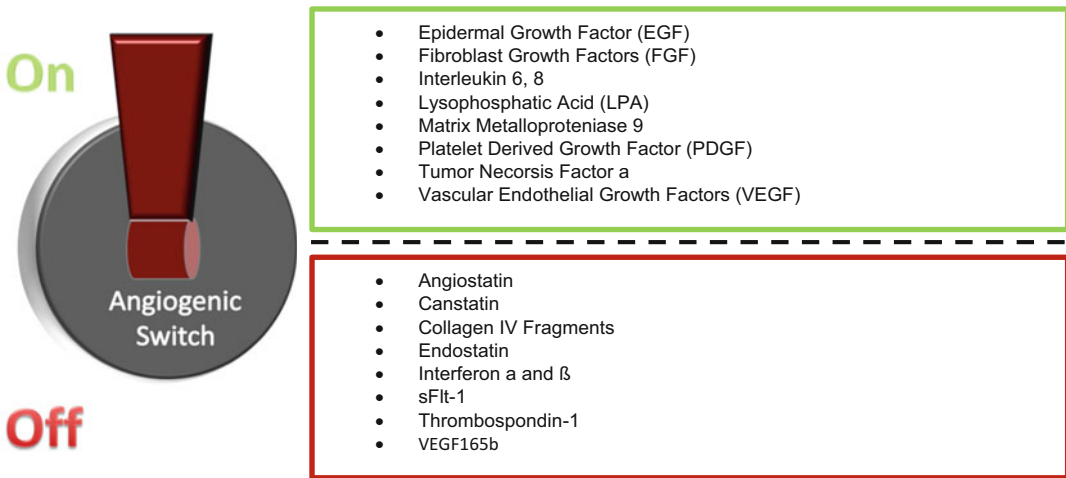 On
Angiogenic
Switch
Off
• Epidermal Growth Factor (EGF)
• Fibroblast Growth Factors (FGF)
• Interleukin 6, 8
• Lysophosphatic Acid (LPA)
• Matrix Metalloproteniase 9
• Platelet Derived Growth Factor (PDGF)
• Tumor Necorsis Factor a
• Vascular Endothelial Growth Factors (VEGF)
• Angiostatin
• Canstatin
• Collagen IV Fragments
• Endostatin
• Interferon a and ß
• sFlt-1
• Thrombospondin-1
• VEGF165b